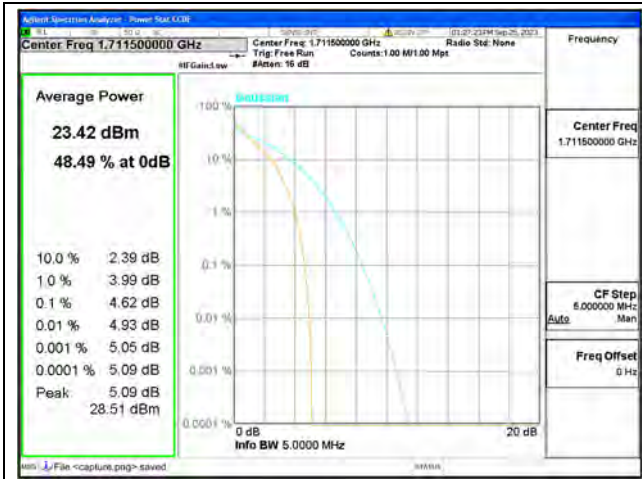 Agilent Spectrum Analyzer - Power Stat CCDF
Center Freq 1.711500000 GHz
Center Freq: 1.711500000 GHz
Radio Std: None
01:27:21PM Sep 25, 2023
Trig: Free Run
Counts:1.00 M/1.00 Mpt
#IFGain:Low
#Atten: 16 dB
Frequency
Average Power
23.42 dBm
48.49 % at 0dB
10.0 % 2.39 dB
1.0 % 3.99 dB
0.1 % 4.62 dB
0.01 % 4.93 dB
0.001 % 5.05 dB
0.0001 % 5.09 dB
Peak 5.09 dB
28.51 dBm
Gaussian
100 %
10 %
1 %
0.1 %
0.01 %
0.001 %
0.0001 %
0 dB
20 dB
Info BW 5.0000 MHz
Center Freq
1.711500000 GHz
CF Step
5.000000 MHz
Auto Man
Freq Offset
0 Hz
MSG File <capture.png> saved
STATUS